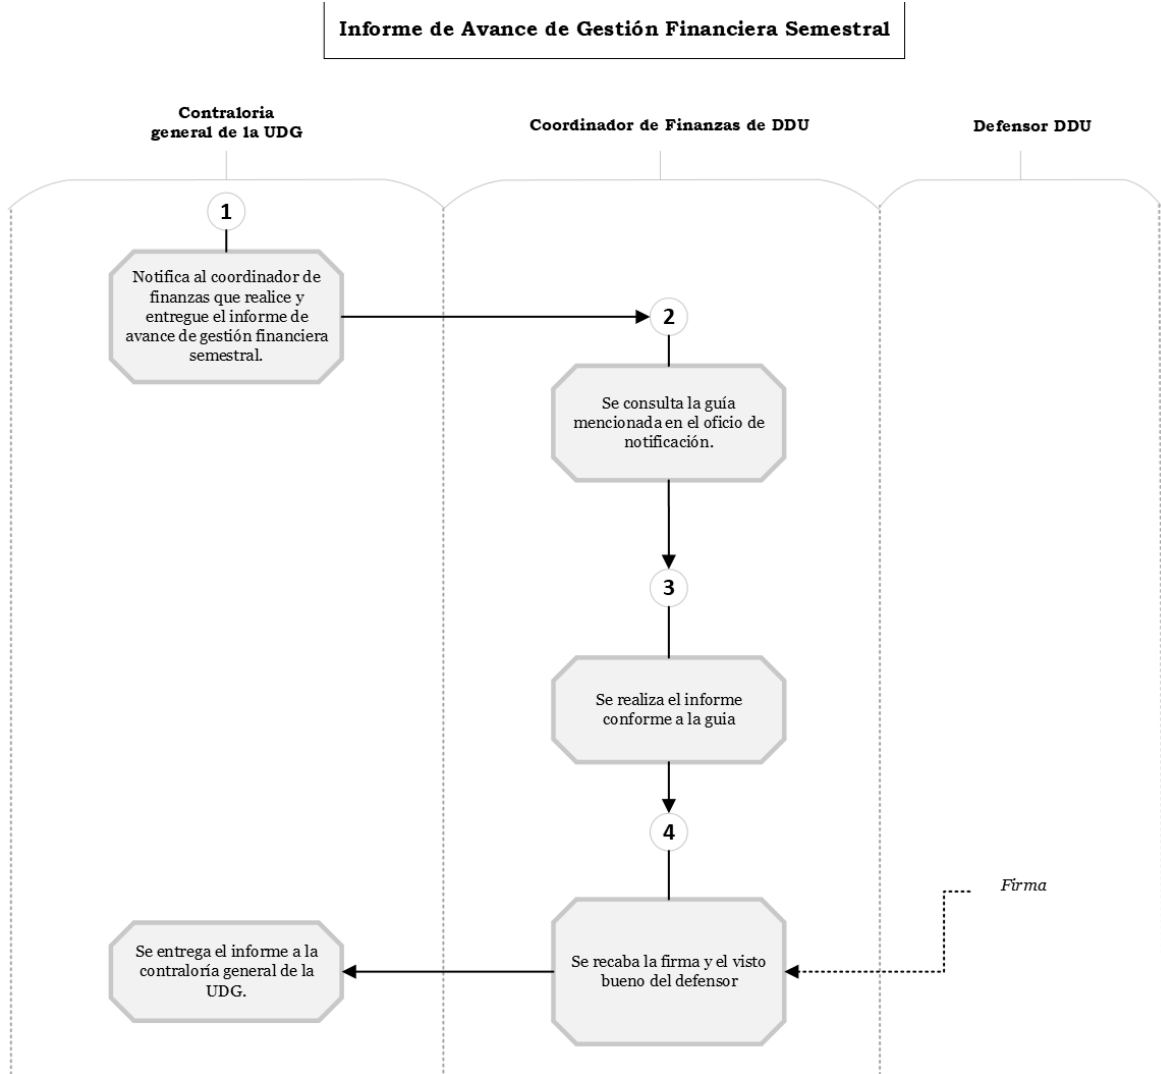 Informe de Avance de Gestión Financiera Semestral
Contraloria
general de la UDG
Coordinador de Finanzas de DDU
Defensor DDU
1
Notifica al coordinador de
finanzas que realice y
entregue el informe de
avance de gestión financiera
semestral.
2
Se consulta la guía
mencionada en el oficio de
notificación.
3
Se realiza el informe
conforme a la guia
4
Firma
Se recaba la firma y el visto
bueno del defensor
Se entrega el informe a la
contraloría general de la
UDG.